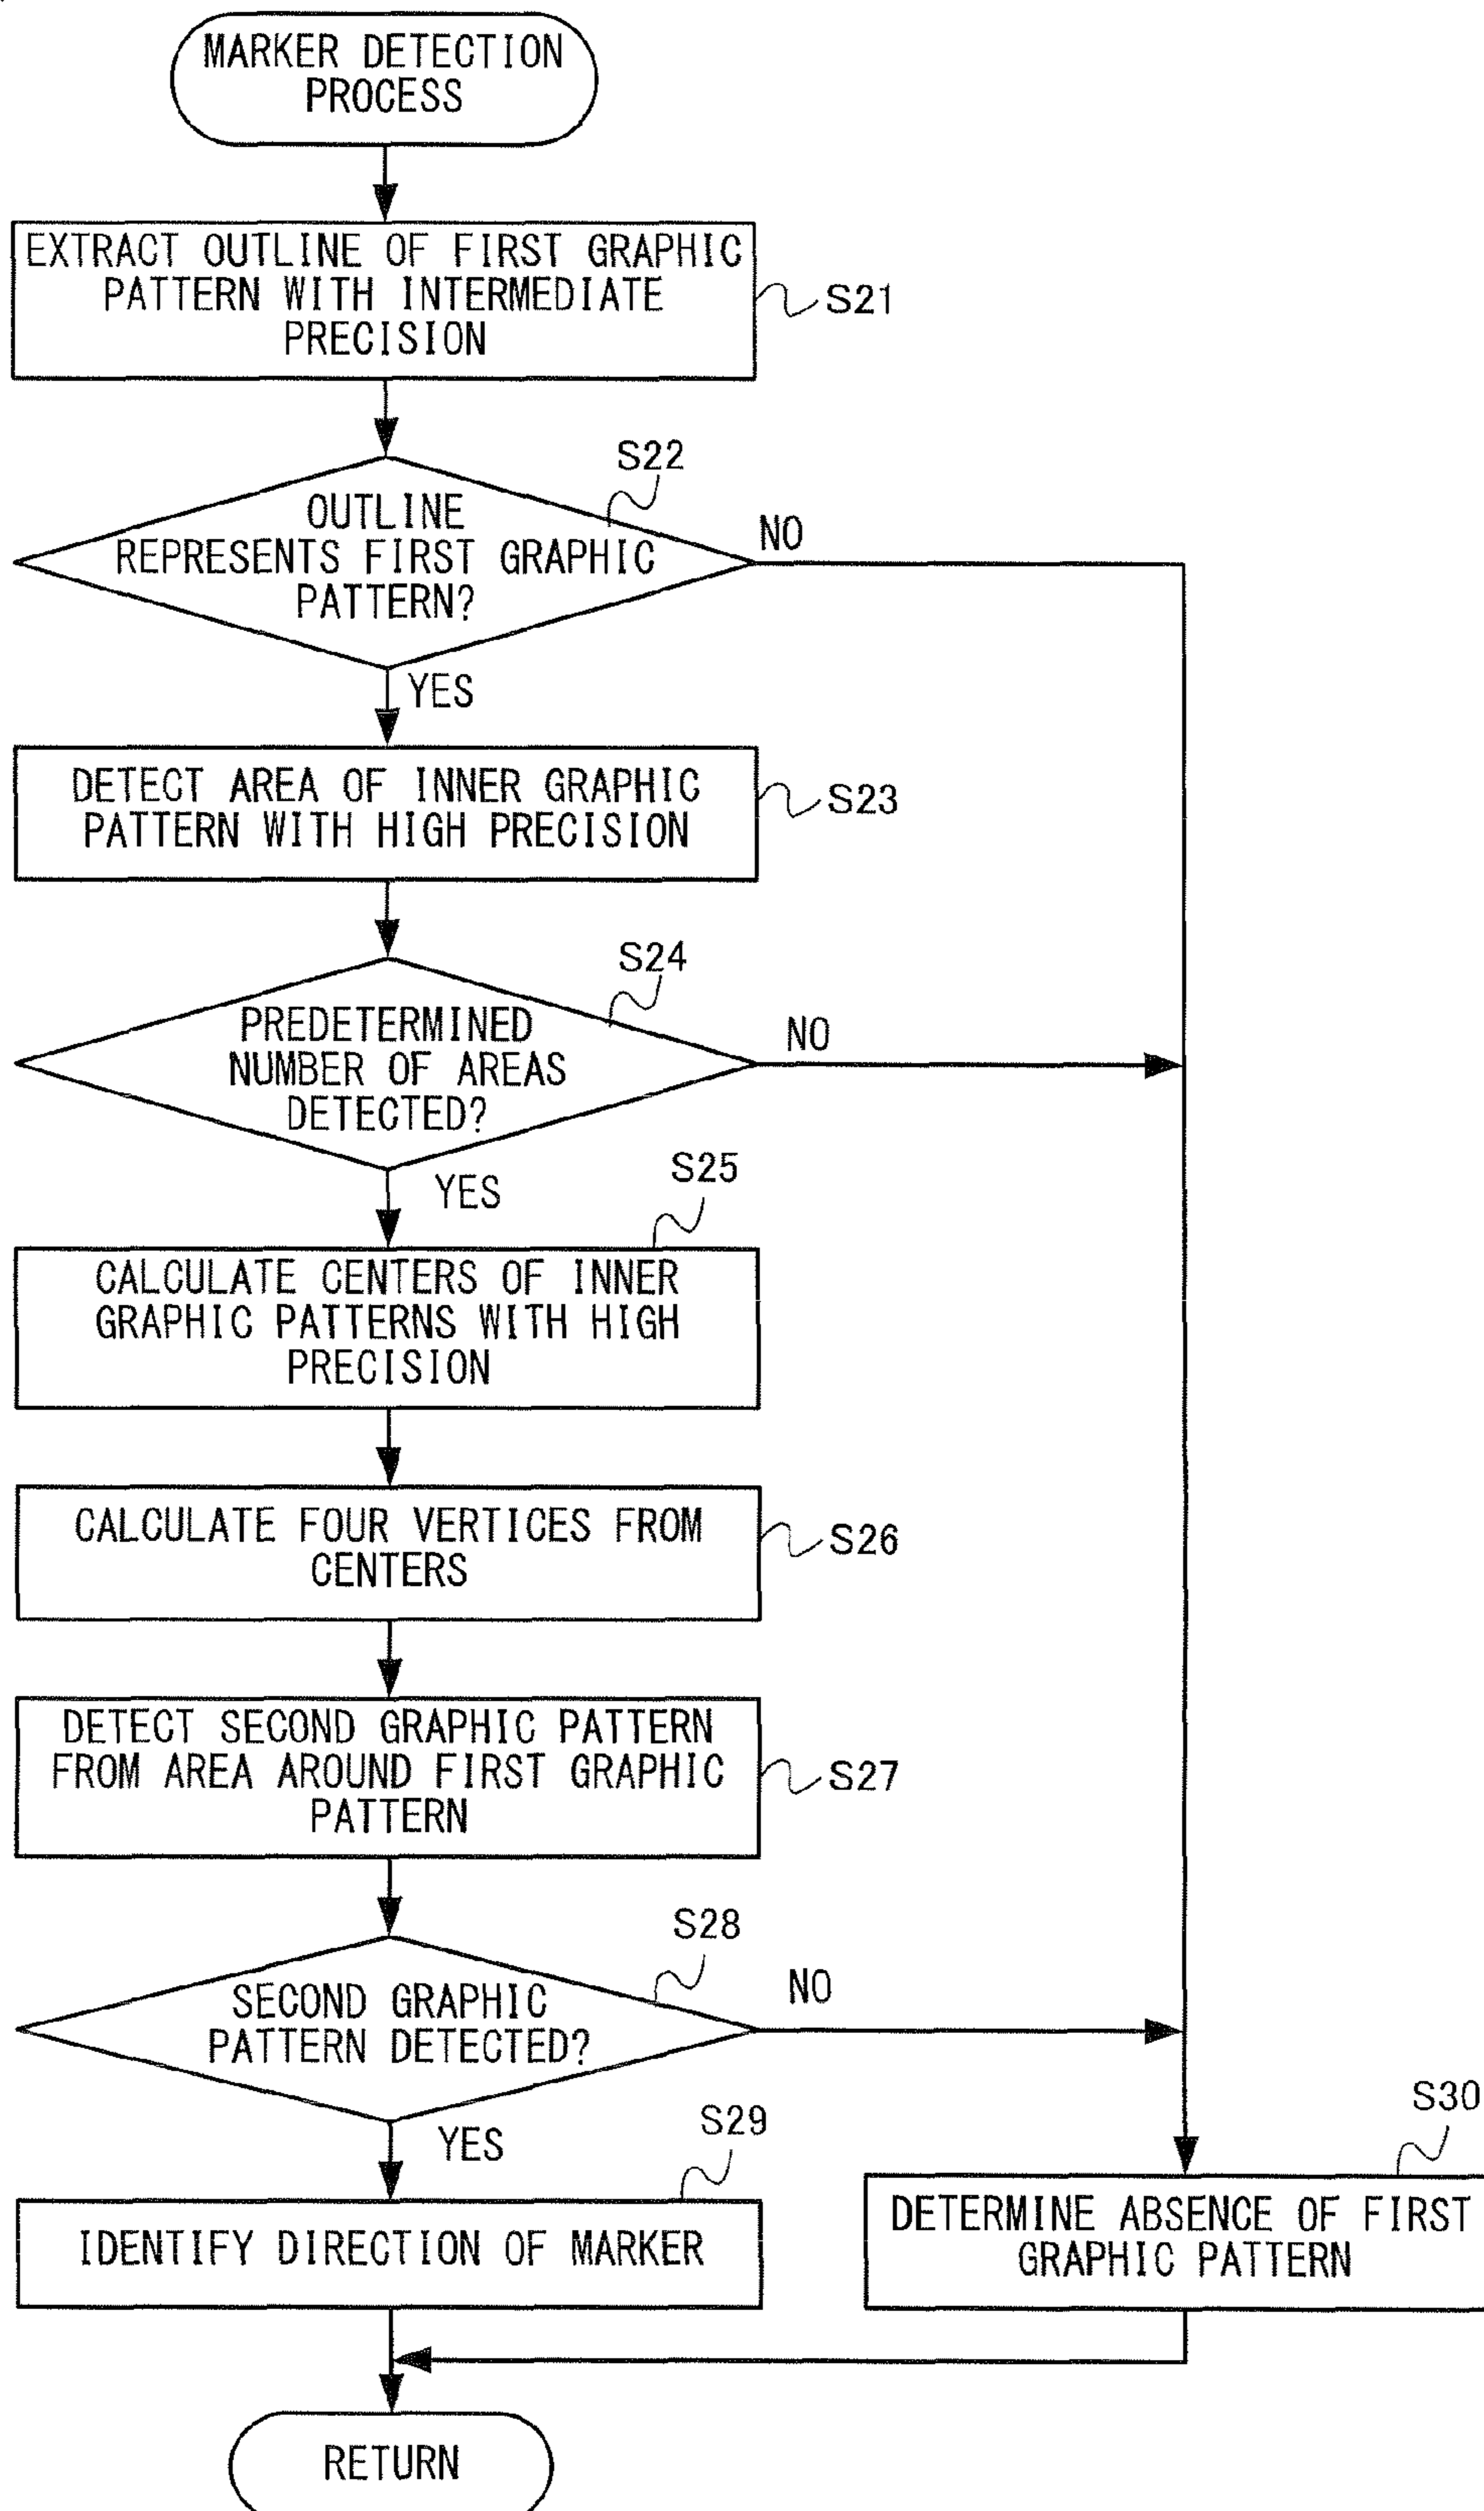 MARKER DETECTION
PROCESS
EXTRACT OUTLINE OF FIRST GRAPHIC
PATTERN WITH INTERMEDIATE
PRECISION
S21
S22
OUTLINE
REPRESENTS FIRST GRAPHIC
PATTERN?
NO
YES
DETECT AREA OF INNER GRAPHIC
PATTERN WITH HIGH PRECISION
S23
S24
PREDETERMINED
NUMBER OF AREAS
DETECTED?
NO
YES
S25
CALCULATE CENTERS OF INNER
GRAPHIC PATTERNS WITH HIGH
PRECISION
CALCULATE FOUR VERTICES FROM
CENTERS
S26
DETECT SECOND GRAPHIC PATTERN
FROM AREA AROUND FIRST GRAPHIC
PATTERN
S27
S28
SECOND GRAPHIC
PATTERN DETECTED?
NO
YES
S29
IDENTIFY DIRECTION OF MARKER
S30
DETERMINE ABSENCE OF FIRST
GRAPHIC PATTERN
RETURN